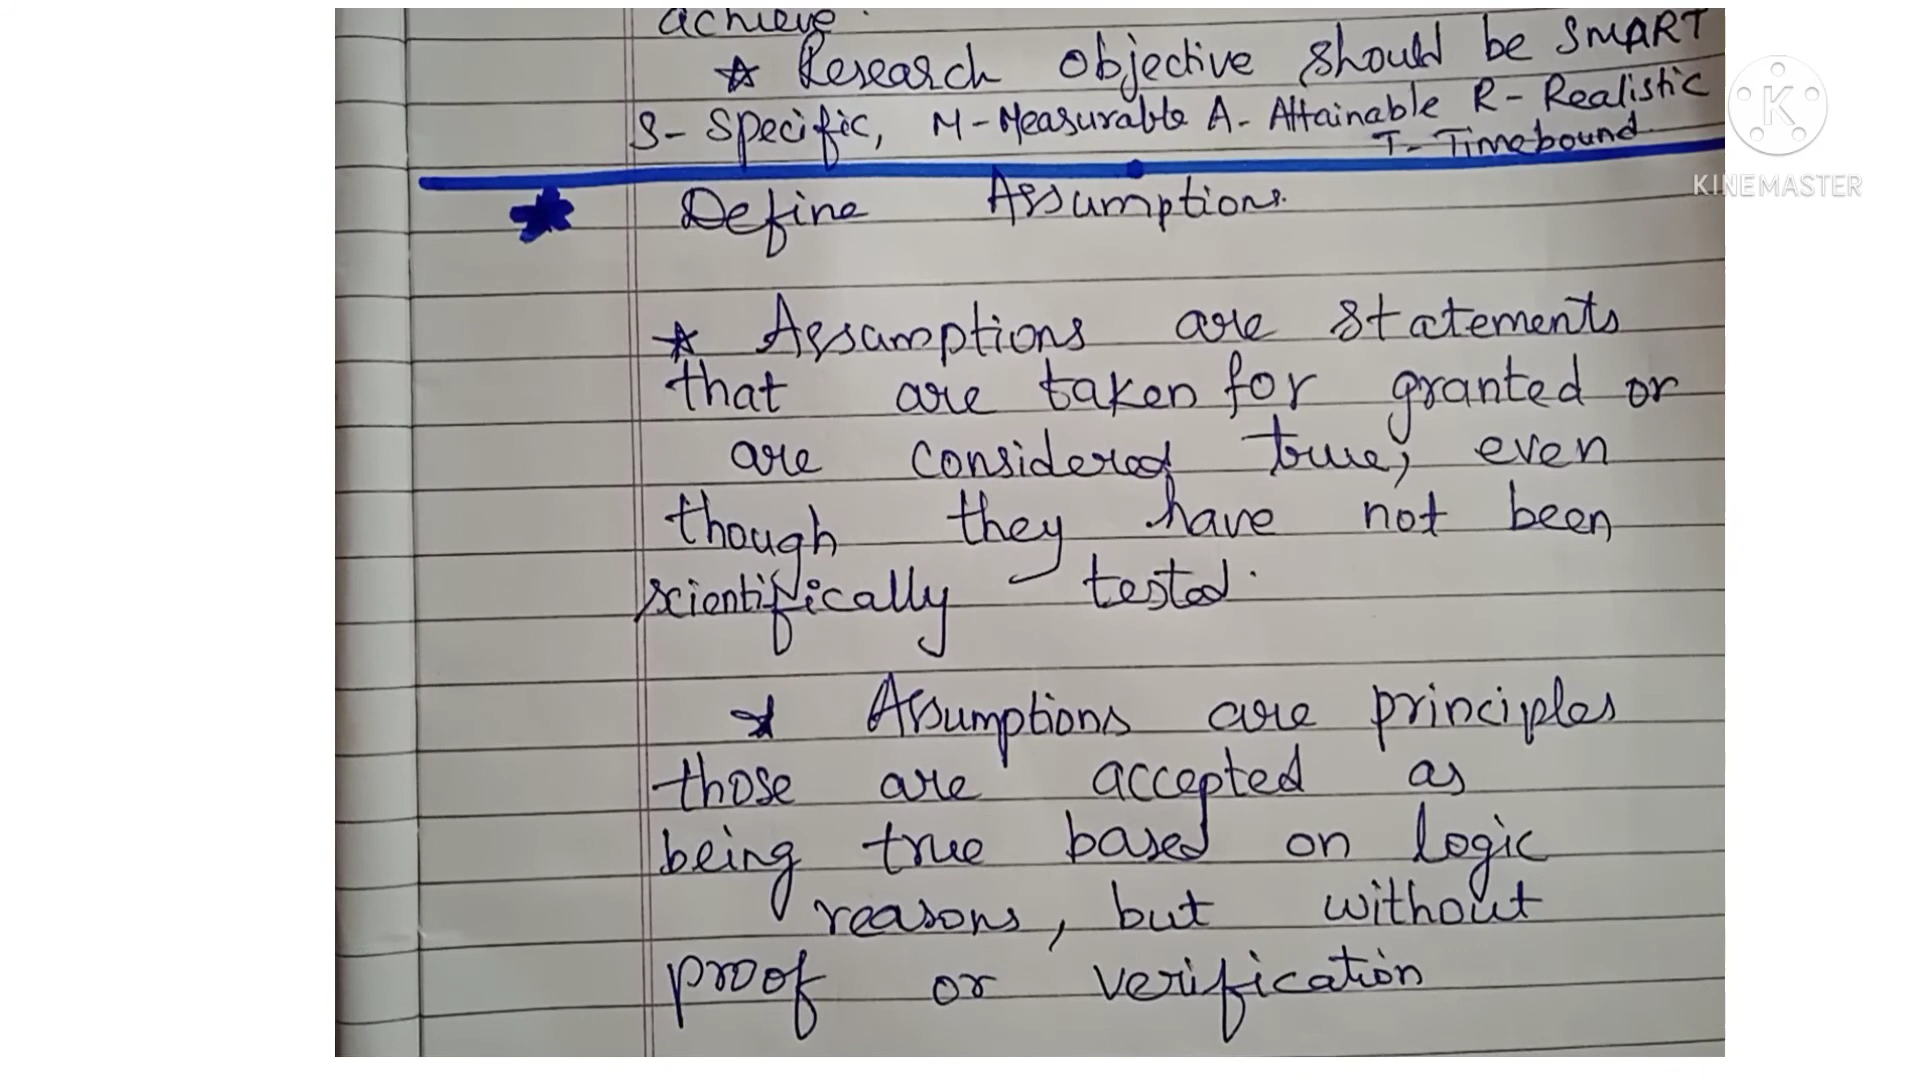 achieve.
☆ Research objective should be SMART
S- Specific, M-Measurable A- Attainable R- Realistic
T- Timebound.
KINEMASTER
★ Define Assumptions.
★ Assumptions are statements
that are taken for granted or
are considered true, even
though they have not been
scientifically tested.
★ Assumptions are principles
those are accepted as
being true based on logic
reasons, but without
proof or verification